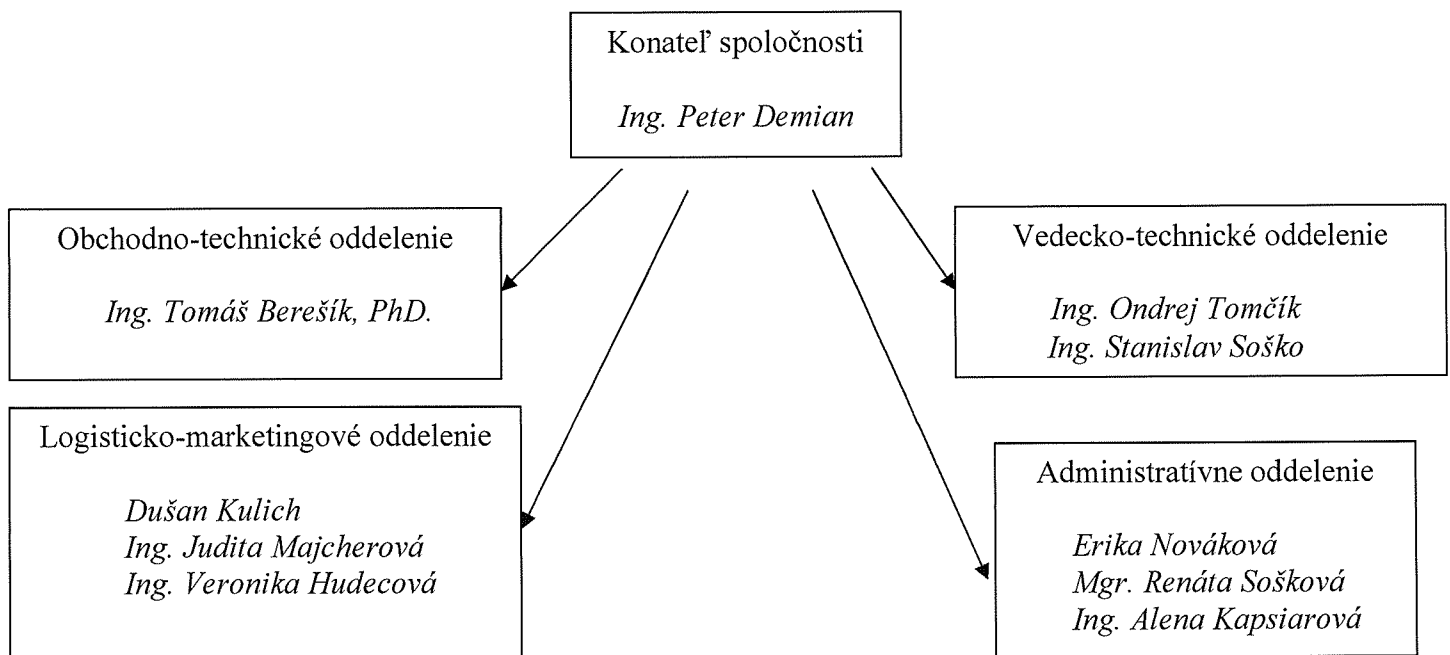 Konateľ spoločnosti
Ing. Peter Demian
Obchodno-technické oddelenie
Ing. Tomáš Berešík, PhD.
Vedecko-technické oddelenie
Ing. Ondrej Tomčík
Ing. Stanislav Soško
Logisticko-marketingové oddelenie
Dušan Kulich
Ing. Judita Majcherová
Ing. Veronika Hudecová
Administratívne oddelenie
Erika Nováková
Mgr. Renáta Sošková
Ing. Alena Kapsiarová